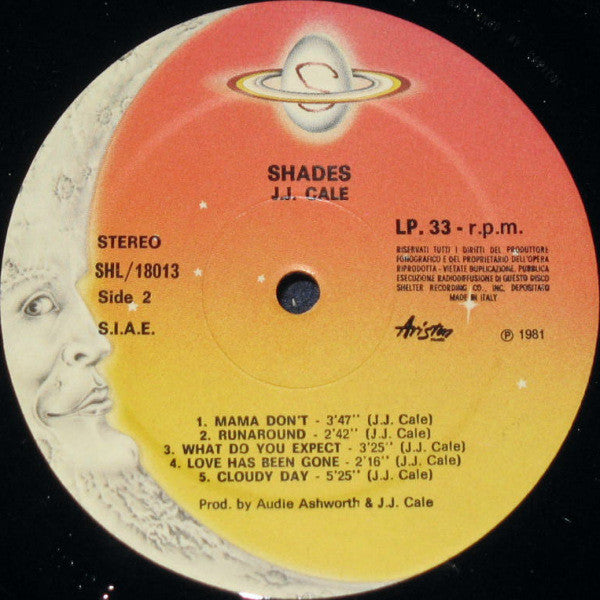 S
SHADES
J.J. CALE
STEREO
SHL/18013
Side 2
S.I.A.E.
LP. 33 - r.p.m.
RISERVATI TUTTI I DIRITTI DEL PRODUTTORE
FONOGRAFICO E DEL PROPRIETARIO DELL'OPERA
RIPRODOTTA - VIETATE DUPLICAZIONE, PUBBLICA
ESECUZIONE RADIODIFFUSIONE DI QUESTO DISCO
SHELTER RECORDING CO., INC. DEPOSITATO
MADE IN ITALY
Ariston
℗ 1981
1. MAMA DON'T - 3'47'' (J.J. Cale)
2. RUNAROUND - 2'42'' (J.J. Cale)
3. WHAT DO YOU EXPECT - 3'25'' (J.J. Cale)
4. LOVE HAS BEEN GONE - 2'16'' (J.J. Cale)
5. CLOUDY DAY - 5'25'' (J.J. Cale)
Prod. by Audie Ashworth & J.J. Cale